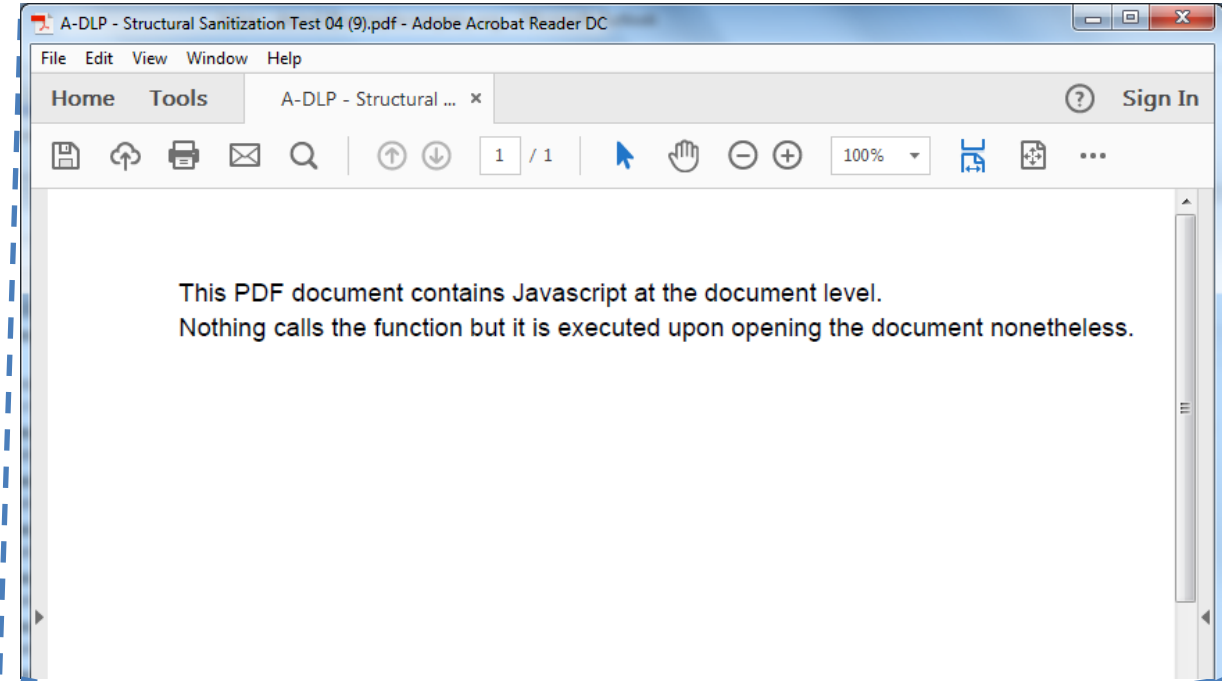 A-DLP - Structural Sanitization Test 04 (9).pdf - Adobe Acrobat Reader DC
File Edit View Window Help
Home Tools A-DLP - Structural ... × ? Sign In
1 / 1 100%
This PDF document contains Javascript at the document level.
Nothing calls the function but it is executed upon opening the document nonetheless.